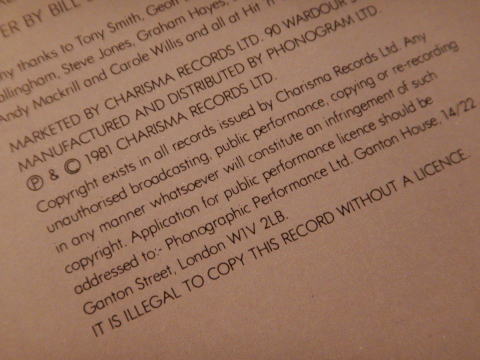 ER BY BILL
ny thanks to Tony Smith, Geoff
ollingham, Steve Jones, Graham Hayes,
Andy Mackrill and Carole Willis and all at Hit
MARKETED BY CHARISMA RECORDS LTD. 90 WARDOUR
MANUFACTURED AND DISTRIBUTED BY PHONOGRAM LTD.
℗ & © 1981 CHARISMA RECORDS LTD.
Copyright exists in all records issued by Charisma Records Ltd. Any
unauthorised broadcasting, public performance, copying or re-recording
in any manner whatsoever will constitute an infringement of such
copyright. Application for public performance licence should be
addressed to:- Phonographic Performance Ltd. Ganton House, 14/22
Ganton Street, London W1V 2LB.
IT IS ILLEGAL TO COPY THIS RECORD WITHOUT A LICENCE.